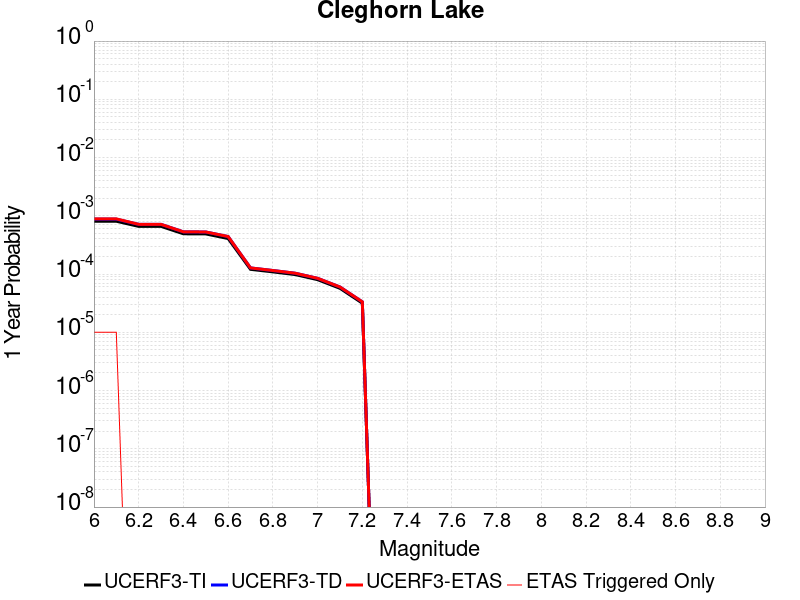 Cleghorn Lake
10^0
10^-1
10^-2
10^-3
10^-4
10^-5
10^-6
10^-7
10^-8
1 Year Probability
6 6.2 6.4 6.6 6.8 7 7.2 7.4 7.6 7.8 8 8.2 8.4 8.6 8.8 9
Magnitude
UCERF3-TI UCERF3-TD UCERF3-ETAS ETAS Triggered Only